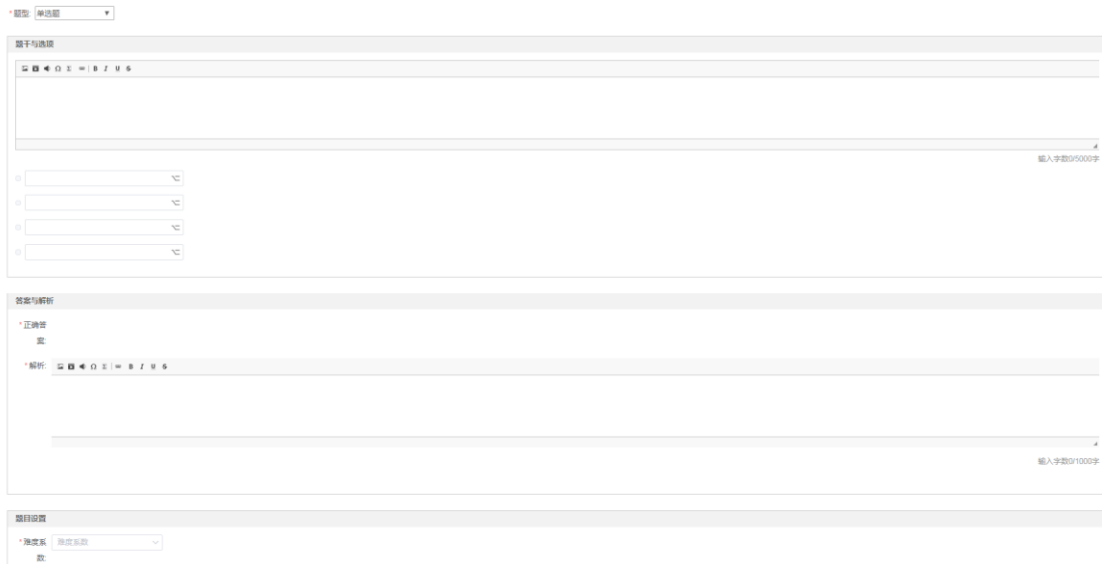 *题型: 单选题
题干与选项
B I U S
输入字数0/5000字
答案与解析
*正确答
案:
*解析:
B I U S
输入字数0/1000字
题目设置
*难度系 难度系数
数: